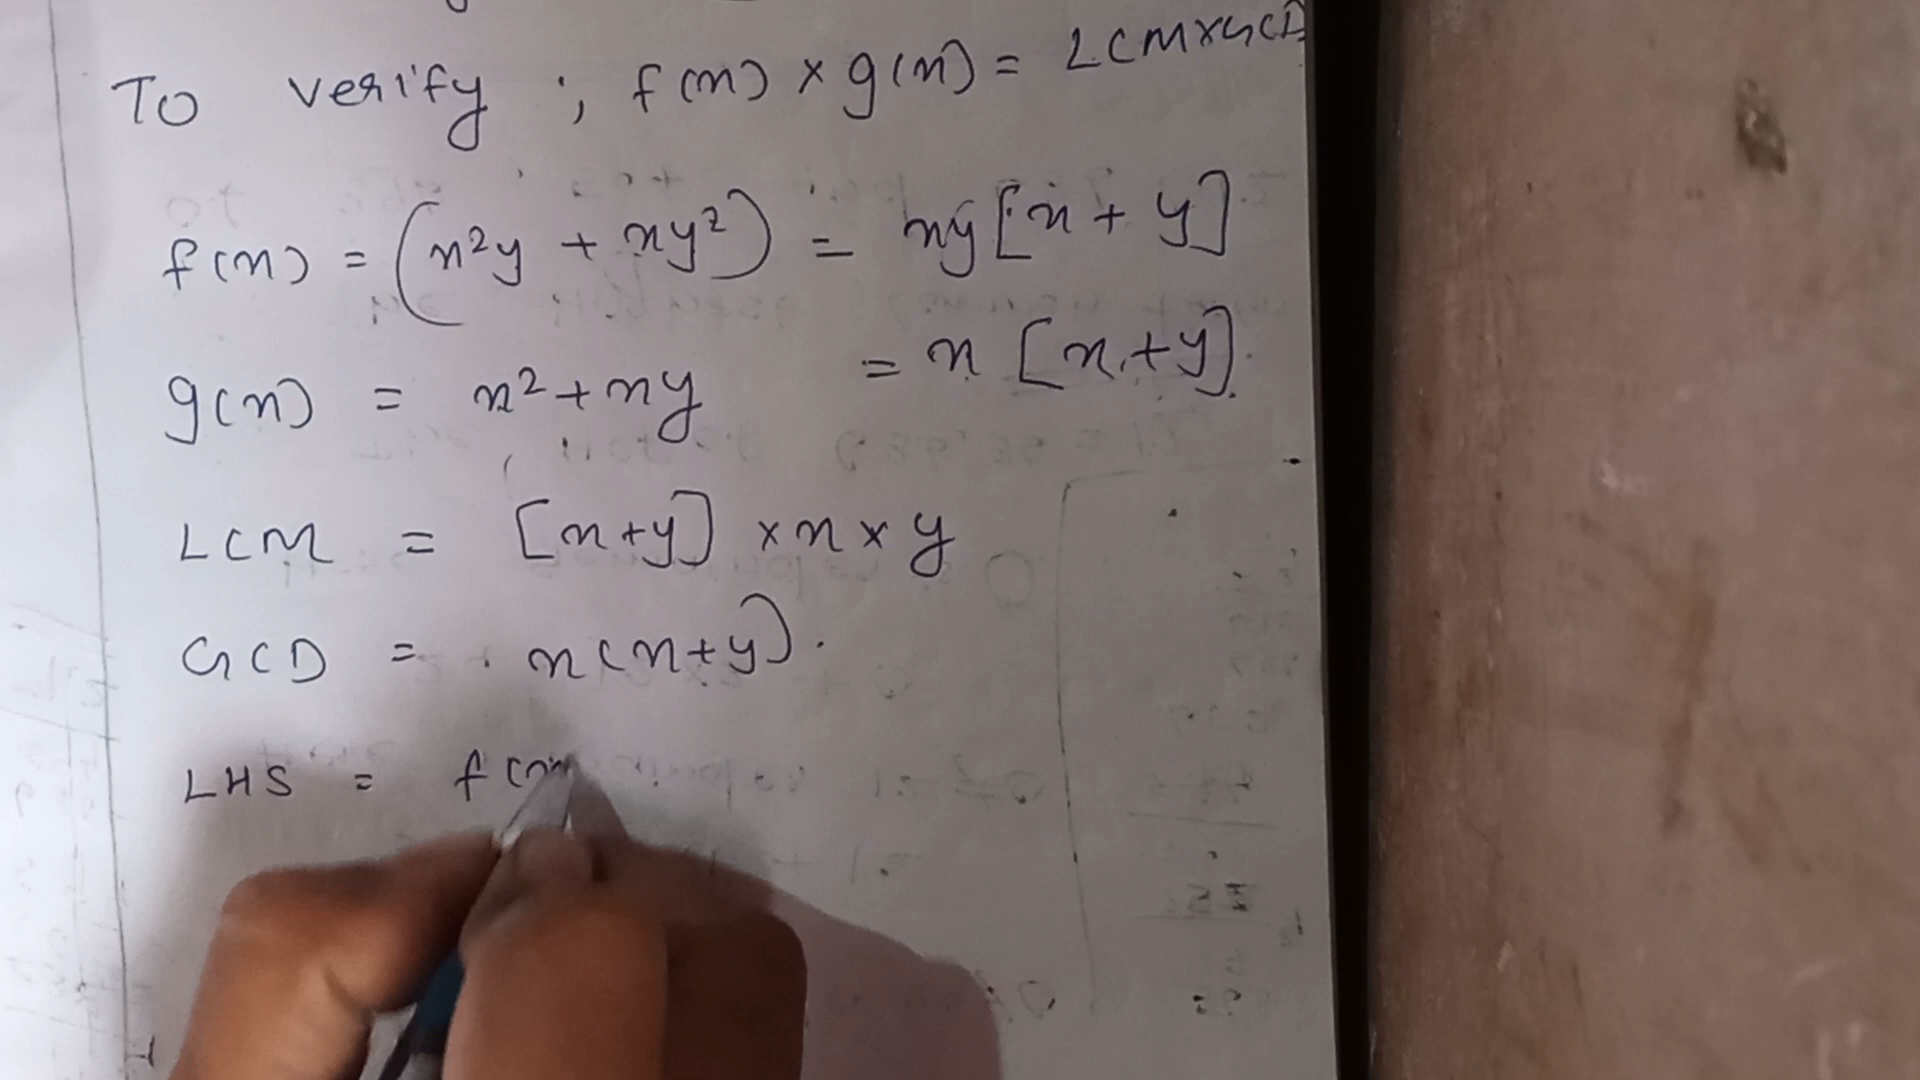 To verify ; f(x) × g(x) = LCM×GCD
f(x) = (x²y + xy²) = xy[x + y]
g(x) = x²+xy = x [x+y].
LCM = [x+y] ×x×y
GCD = x(x+y).
LHS = f(x